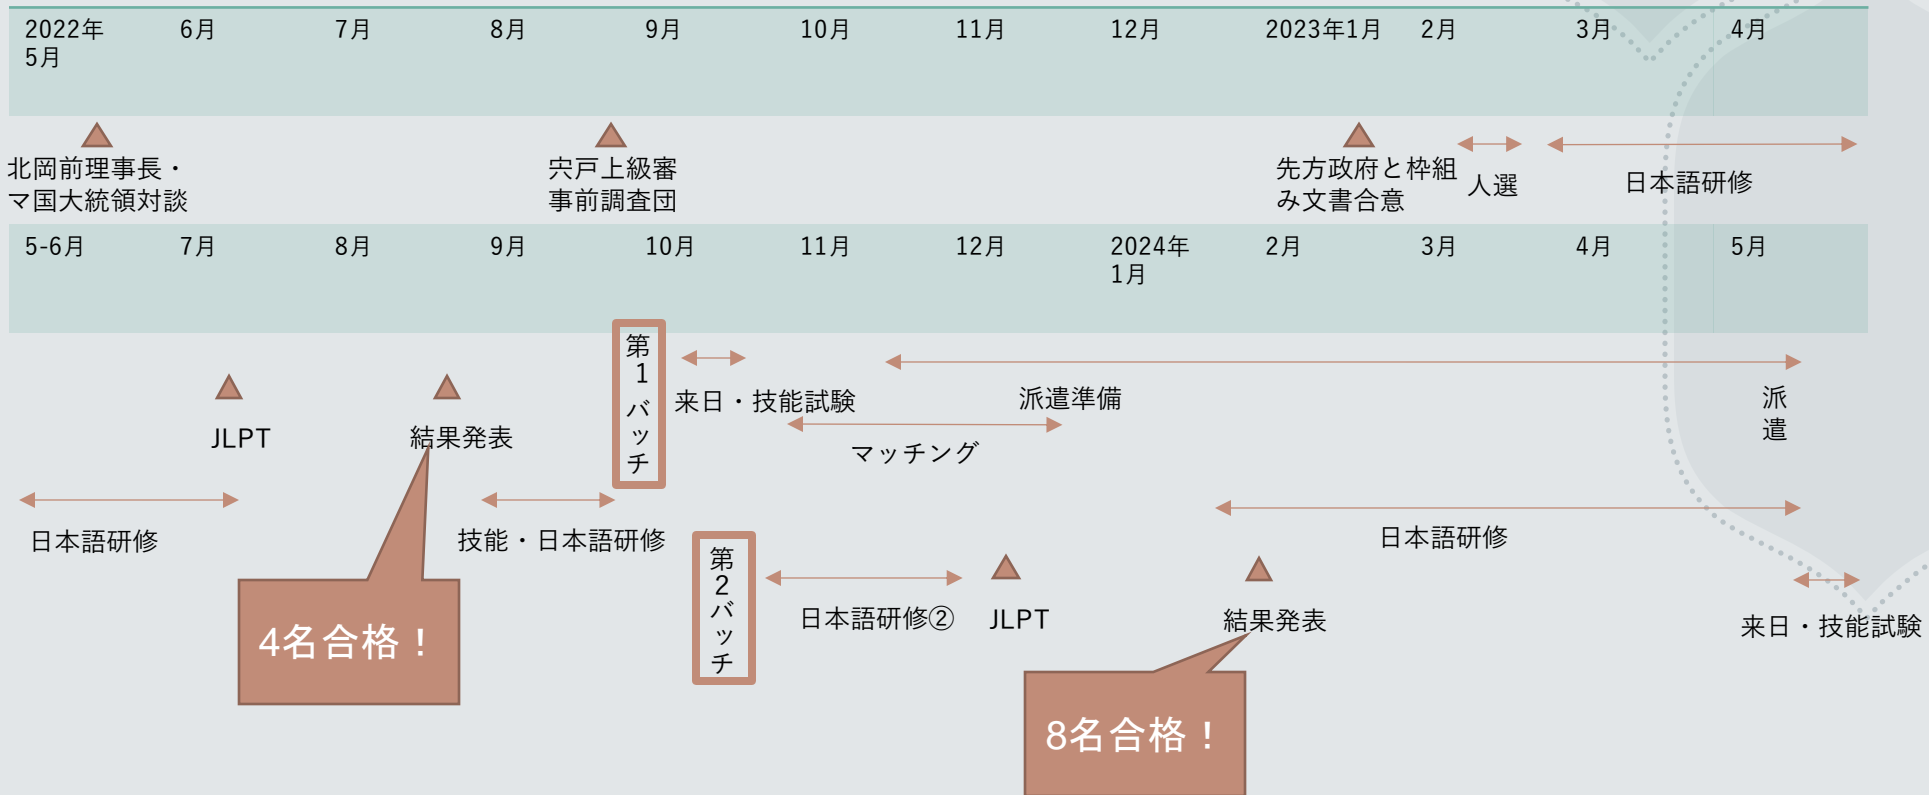 2022年
5月
6月
7月
8月
9月
10月
11月
12月
2023年1月
2月
3月
4月
北岡前理事長・
マ国大統領対談
宍戸上級審
事前調査団
先方政府と枠組
み文書合意
人選
日本語研修
5-6月
7月
8月
9月
10月
11月
12月
2024年
1月
2月
3月
4月
5月
第1バッチ
来日・技能試験
派遣準備
派遣
JLPT
結果発表
マッチング
日本語研修
技能・日本語研修
日本語研修
第2バッチ
日本語研修②
JLPT
結果発表
来日・技能試験
4名合格！
8名合格！